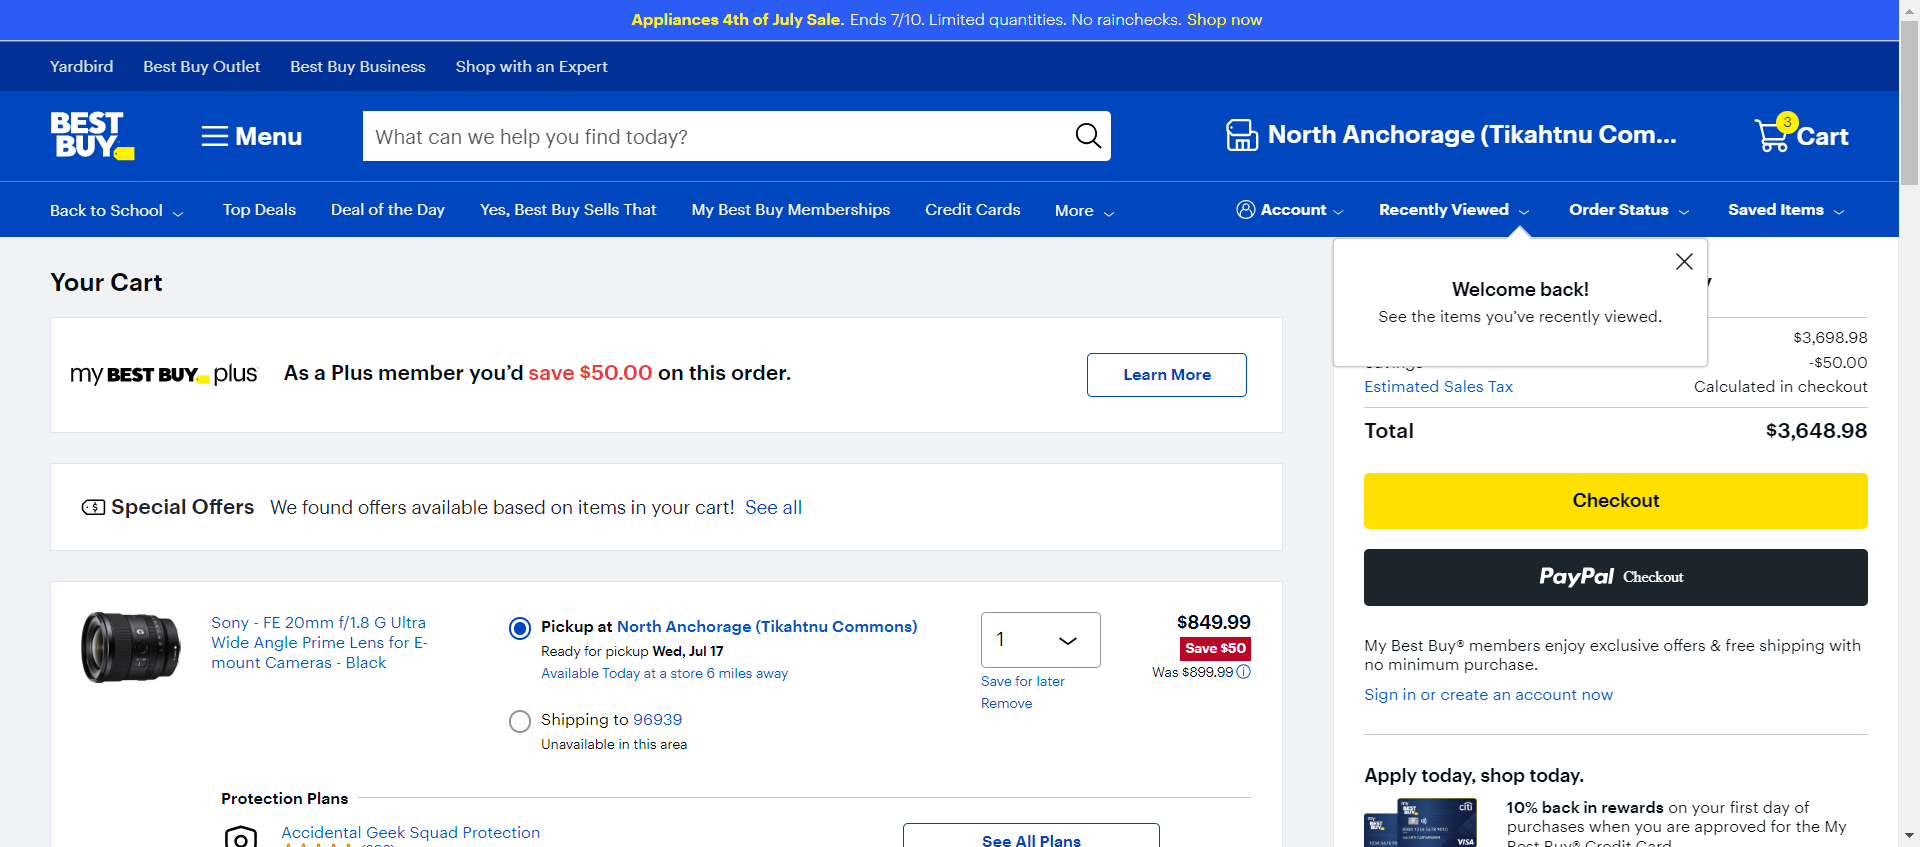 Appliances 4th of July Sale. Ends 7/10. Limited quantities. No rainchecks. Shop now
Yardbird Best Buy Outlet Best Buy Business Shop with an Expert
BEST BUY
Menu
What can we help you find today?
North Anchorage (Tikahtnu Com...
3
Cart
Back to School Top Deals Deal of the Day Yes, Best Buy Sells That My Best Buy Memberships Credit Cards More
Account Recently Viewed Order Status Saved Items
Welcome back!
See the items you've recently viewed.
Your Cart
my BEST BUY plus
As a Plus member you'd save $50.00 on this order.
Learn More
Special Offers We found offers available based on items in your cart! See all
Sony - FE 20mm f/1.8 G Ultra
Wide Angle Prime Lens for E-
mount Cameras - Black
Pickup at North Anchorage (Tikahtnu Commons)
Ready for pickup Wed, Jul 17
Available Today at a store 6 miles away
Shipping to 96939
Unavailable in this area
1
Save for later
Remove
$849.99
Save $50
Was $899.99
Protection Plans
Accidental Geek Squad Protection
See All Plans
$3,698.98
Savings -$50.00
Estimated Sales Tax Calculated in checkout
Total $3,648.98
Checkout
PayPal Checkout
My Best Buy® members enjoy exclusive offers & free shipping with
no minimum purchase.
Sign in or create an account now
Apply today, shop today.
my BEST BUY
citi
VISA
10% back in rewards on your first day of
purchases when you are approved for the My
Best Buy® Credit Card